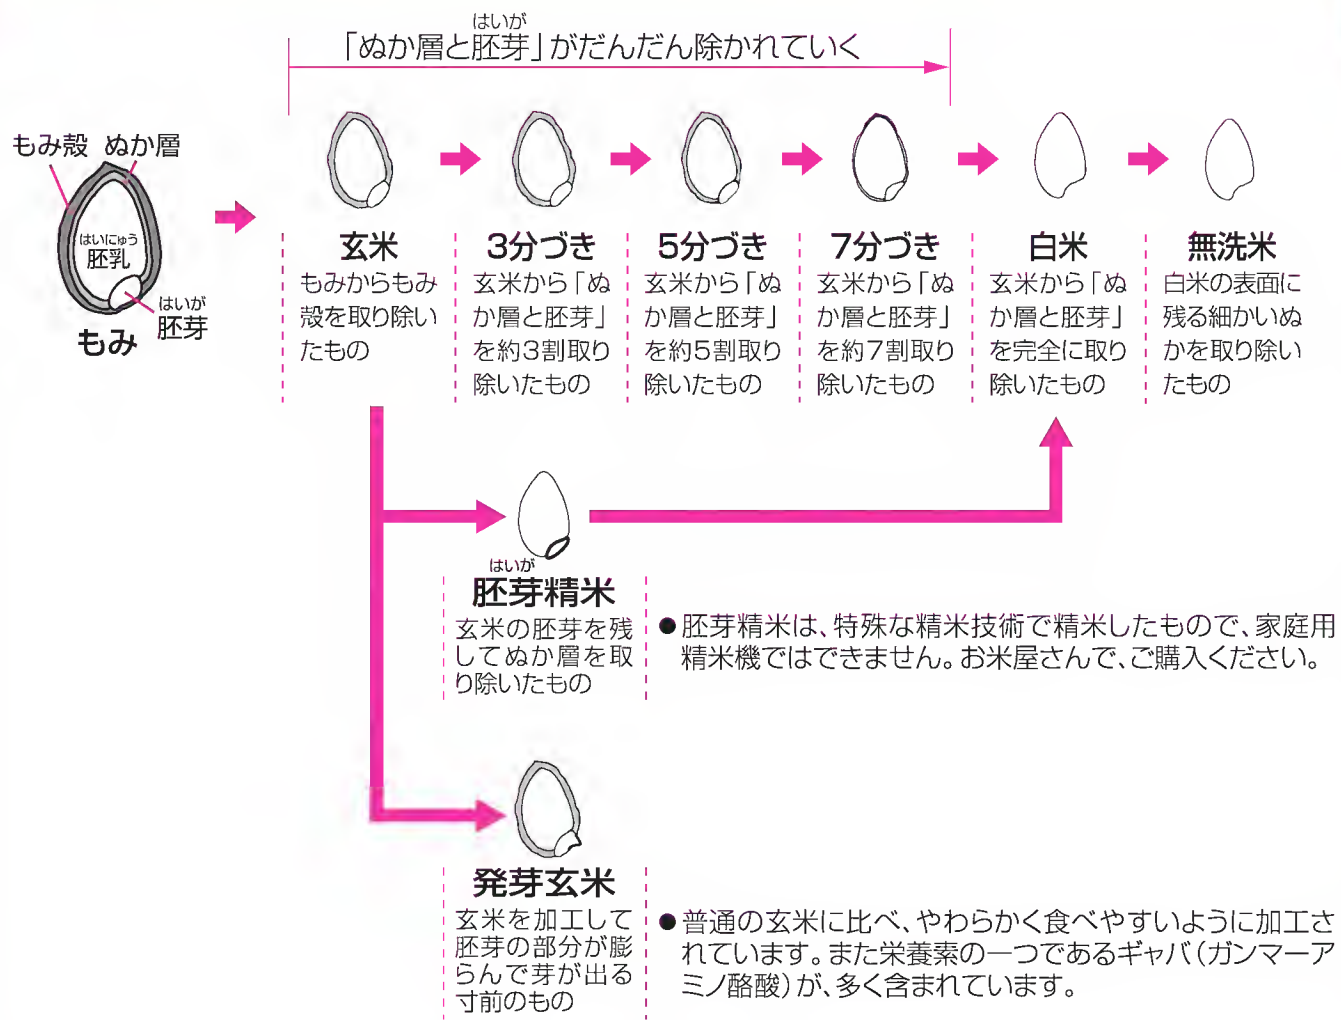 はいが
「ぬか層と胚芽」がだんだん除かれていく
もみ殻 ぬか層
はいにゅう
胚乳
はいが
胚芽
もみ
玄米
もみからもみ
殻を取り除い
たもの
3分づき
玄米から「ぬ
か層と胚芽」
を約3割取り
除いたもの
5分づき
玄米から「ぬ
か層と胚芽」
を約5割取り
除いたもの
7分づき
玄米から「ぬ
か層と胚芽」
を約7割取り
除いたもの
白米
玄米から「ぬ
か層と胚芽」
を完全に取り
除いたもの
無洗米
白米の表面に
残る細かいぬ
かを取り除い
たもの
はいが
胚芽精米
玄米の胚芽を残
してぬか層を取
り除いたもの
●胚芽精米は、特殊な精米技術で精米したもので、家庭用
精米機ではできません。お米屋さんで、ご購入ください。
発芽玄米
玄米を加工して
胚芽の部分が膨
らんで芽が出る
寸前のもの
●普通の玄米に比べ、やわらかく食べやすいように加工さ
れています。また栄養素の一つであるギャバ(ガンマーア
ミノ酪酸)が、多く含まれています。